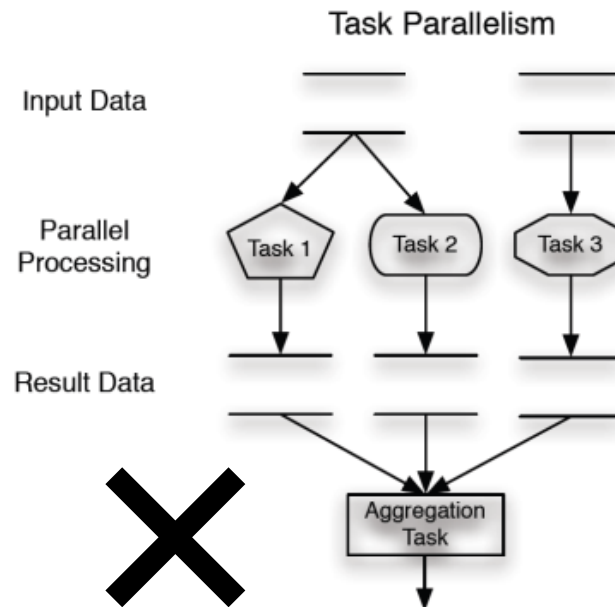 Task Parallelism
Input Data
Parallel
Processing
Task 1
Task 2
Task 3
Result Data
Aggregation
Task